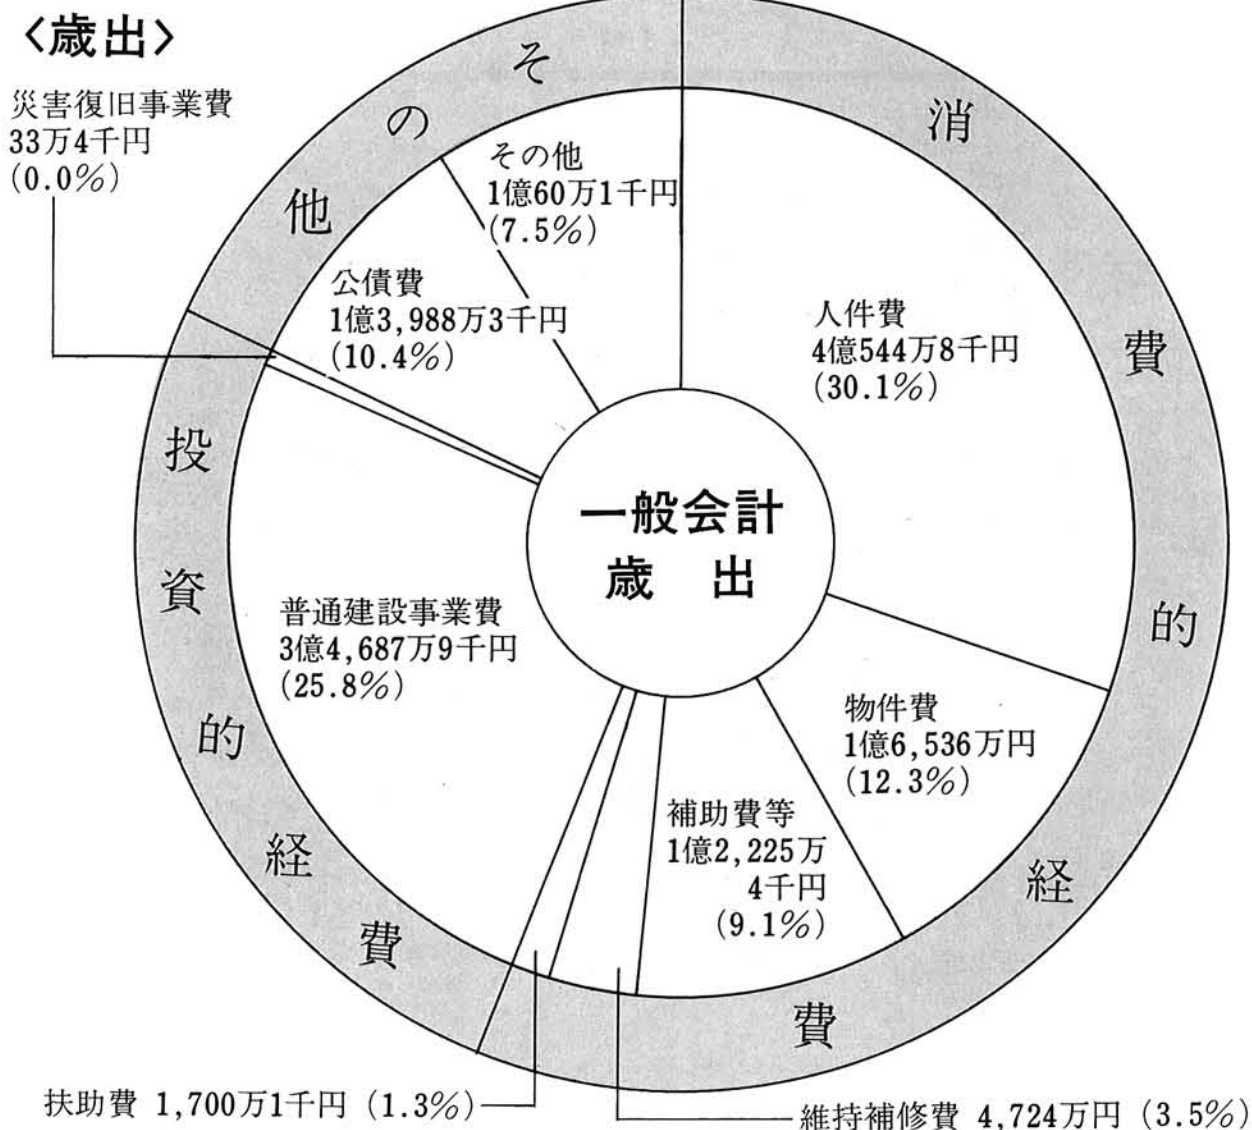 〈歳出〉
災害復旧事業費
33万4千円
(0.0%)
その他
1億60万1千円
(7.5%)
公債費
1億3,988万3千円
(10.4%)
人件費
4億544万8千円
(30.1%)
一般会計
歳出
普通建設事業費
3億4,687万9千円
(25.8%)
物件費
1億6,536万円
(12.3%)
補助費等
1億2,225万
4千円
(9.1%)
扶助費 1,700万1千円 (1.3%)
維持補修費 4,724万円 (3.5%)
消費的経費
投資的経費
その他